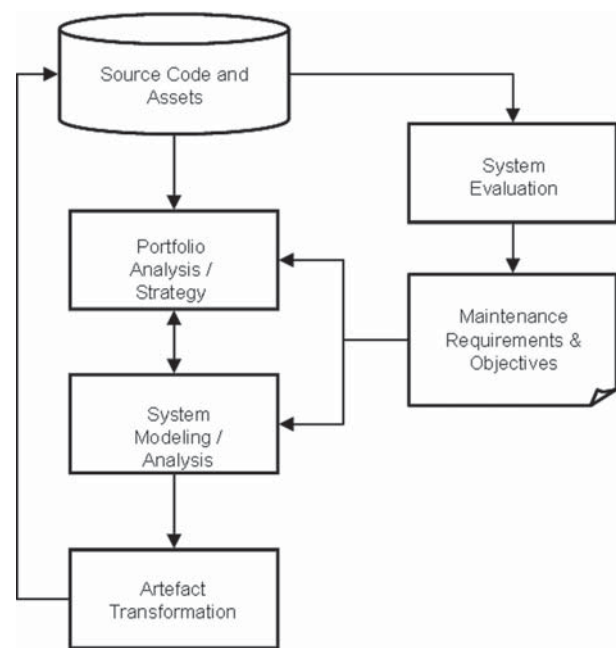 Source Code and
Assets
System
Evaluation
Portfolio
Analysis /
Strategy
Maintenance
Requirements &
Objectives
System
Modeling /
Analysis
Artefact
Transformation